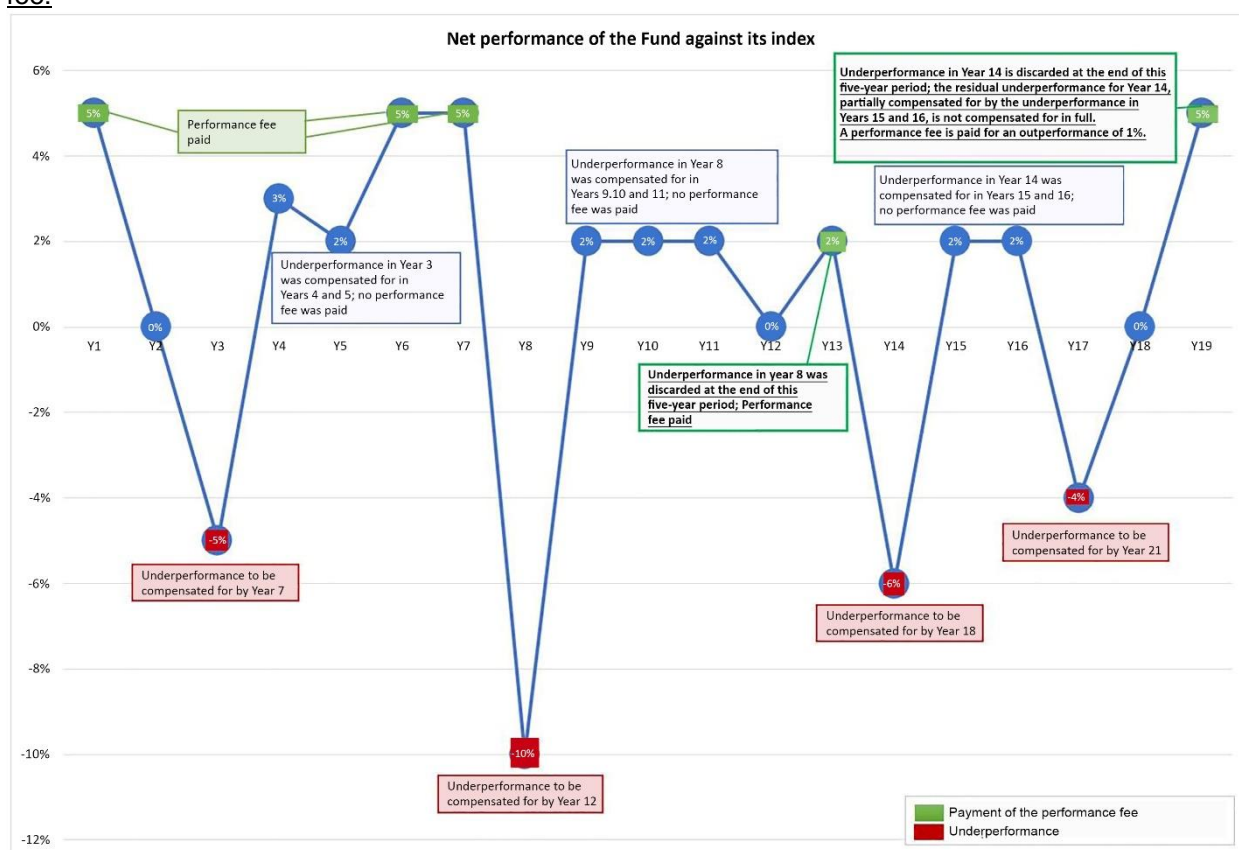 fee.
Net performance of the Fund against its index
6%
4%
2%
0%
-2%
-4%
-6%
-8%
-10%
-12%
Y1
Y2
Y3
Y4
Y5
Y6
Y7
Y8
Y9
Y10
Y11
Y12
Y13
Y14
Y15
Y16
Y17
Y18
Y19
5%
0%
-5%
3%
2%
5%
5%
-10%
2%
2%
2%
0%
2%
-6%
2%
2%
-4%
0%
5%
Performance fee
paid
Underperformance in Year 3
was compensated for in
Years 4 and 5; no performance
fee was paid
Underperformance to be
compensated for by Year 7
Underperformance in Year 8
was compensated for in
Years 9.10 and 11; no performance
fee was paid
Underperformance to be
compensated for by Year 12
Underperformance in year 8 was
discarded at the end of this
five-year period; Performance
fee paid
Underperformance in Year 14 is discarded at the end of this
five-year period; the residual underperformance for Year 14,
partially compensated for by the underperformance in
Years 15 and 16, is not compensated for in full.
A performance fee is paid for an outperformance of 1%.
Underperformance in Year 14 was
compensated for in Years 15 and 16;
no performance fee was paid
Underperformance to be
compensated for by Year 18
Underperformance to be
compensated for by Year 21
Payment of the performance fee
Underperformance